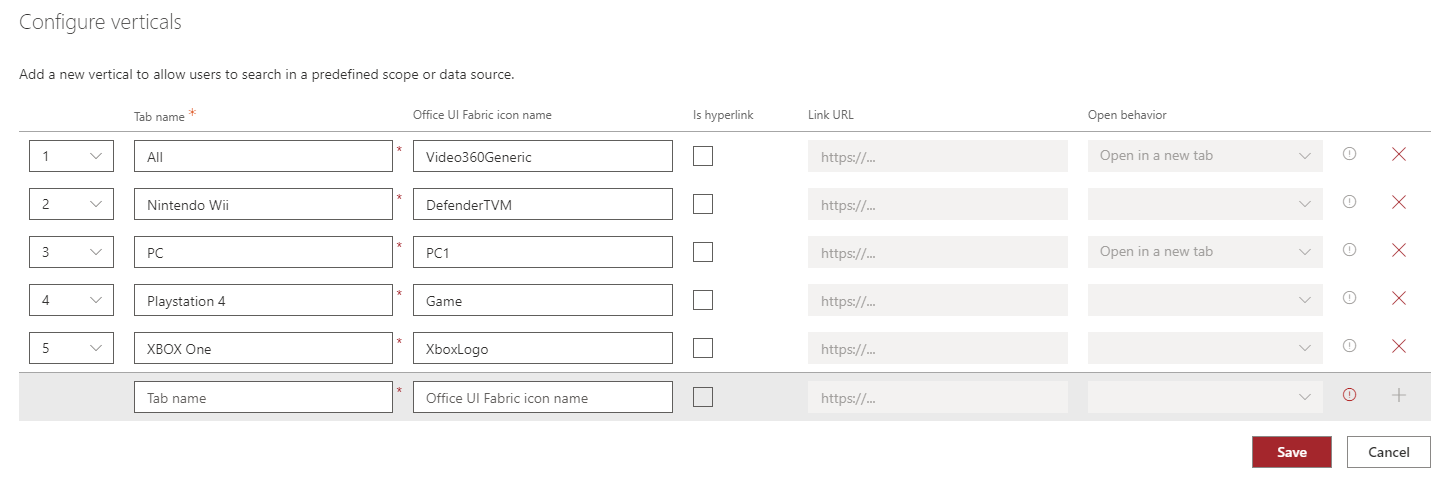 Configure verticals
Add a new vertical to allow users to search in a predefined scope or data source.
Tab name * Office UI Fabric icon name Is hyperlink Link URL Open behavior
1 All * Video360Generic https://... Open in a new tab
2 Nintendo Wii * DefenderTVM https://...
3 PC * PC1 https://... Open in a new tab
4 Playstation 4 * Game https://...
5 XBOX One * XboxLogo https://...
Tab name * Office UI Fabric icon name https://...
Save Cancel